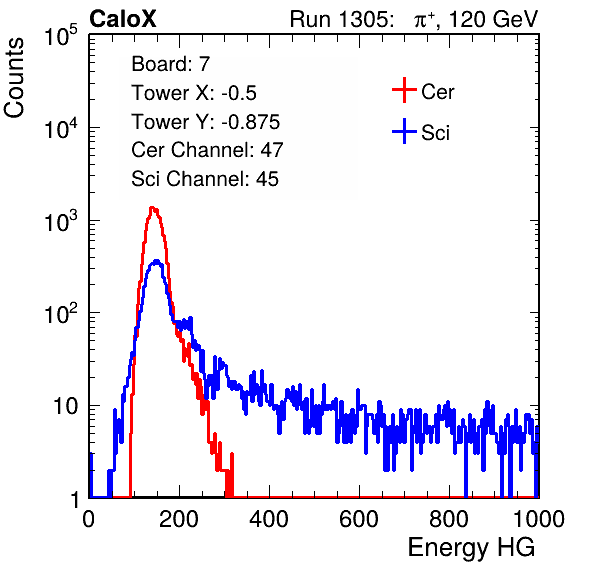 CaloX Run 1305: π⁺, 120 GeV
Board: 7
Tower X: -0.5
Tower Y: -0.875
Cer Channel: 47
Sci Channel: 45
Cer
Sci
Counts
10⁵
10⁴
10³
10²
10
1
0 200 400 600 800 1000
Energy HG